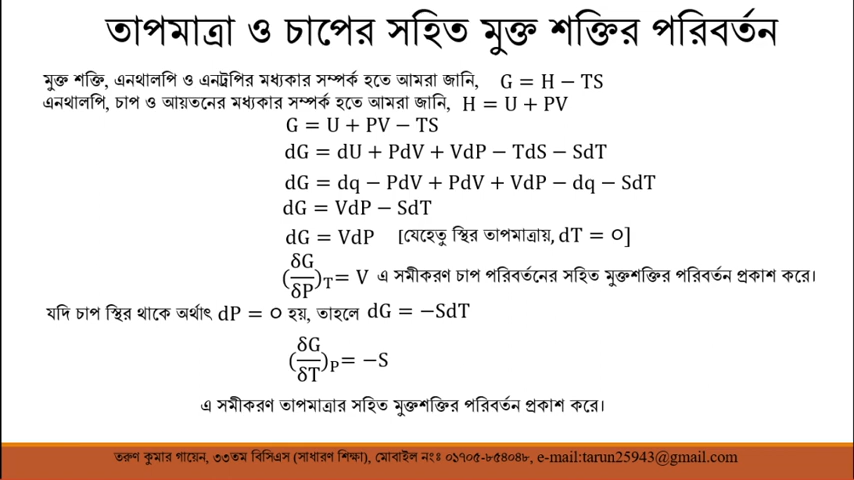 তাপমাত্রা ও চাপের সহিত মুক্ত শক্তির পরিবর্তন
মুক্ত শক্তি, এনথালপি ও এনট্রপির মধ্যকার সম্পর্ক হতে আমরা জানি, G = H − TS
এনথালপি, চাপ ও আয়তনের মধ্যকার সম্পর্ক হতে আমরা জানি, H = U + PV
G = U + PV − TS
dG = dU + PdV + VdP − TdS − SdT
dG = dq − PdV + PdV + VdP − dq − SdT
dG = VdP − SdT
dG = VdP [যেহেতু স্থির তাপমাত্রায়, dT = ০]
(δG/δP)T = V এ সমীকরণ চাপ পরিবর্তনের সহিত মুক্তশক্তির পরিবর্তন প্রকাশ করে।
যদি চাপ স্থির থাকে অর্থাৎ dP = ০ হয়, তাহলে dG = −SdT
(δG/δT)P = −S
এ সমীকরণ তাপমাত্রার সহিত মুক্তশক্তির পরিবর্তন প্রকাশ করে।
তরুণ কুমার গায়েন, ৩৩তম বিসিএস (সাধারণ শিক্ষা), মোবাইল নংঃ ০১৭০৫-৮৫৪০৪৮, e-mail:tarun25943@gmail.com